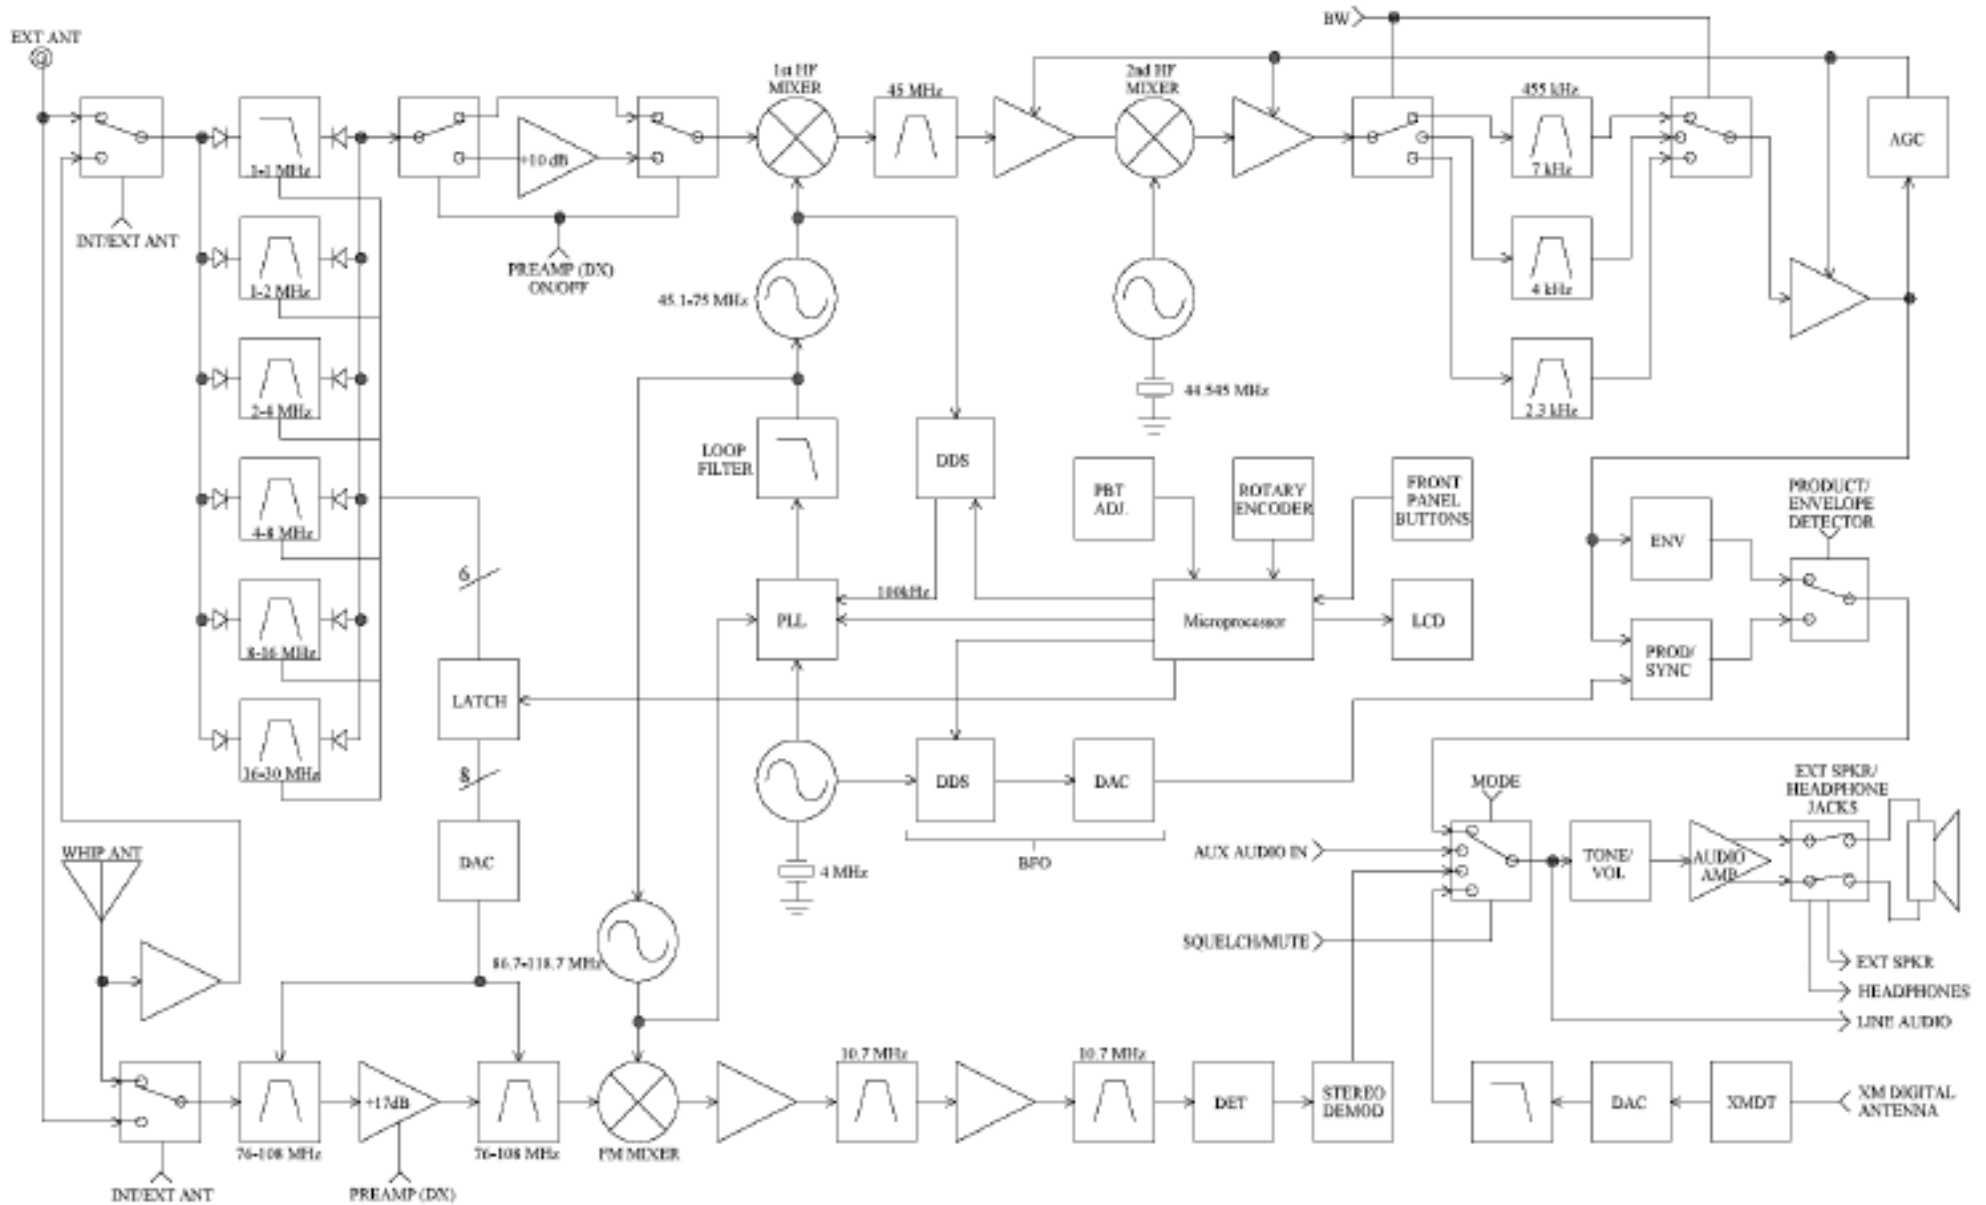 BW
EXT ANT
1st HF
MIXER
45 MHz
2nd HF
MIXER
455 kHz
AGC
+10 dB
.1-1 MHz
7 kHz
INT/EXT ANT
PREAMP (DX)
ON/OFF
1-2 MHz
45.1-75 MHz
4 kHz
44.545 MHz
2-4 MHz
2.3 kHz
LOOP
FILTER
DDS
PBT
ADJ.
ROTARY
ENCODER
FRONT
PANEL
BUTTONS
PRODUCT/
ENVELOPE
DETECTOR
4-8 MHz
ENV
6
100kHz
PLL
Microprocessor
LCD
8-16 MHz
PROD/
SYNC
LATCH
16-30 MHz
8
DDS
DAC
MODE
EXT SPKR/
HEADPHONE
JACKS
BFO
WHIP ANT
DAC
4 MHz
AUX AUDIO IN
TONE/
VOL
AUDIO
AMP
SQUELCH/MUTE
86.7-118.7 MHz
EXT SPKR
HEADPHONES
LINE AUDIO
10.7 MHz
10.7 MHz
+17dB
DET
STEREO
DEMOD
DAC
XMDT
XM DIGITAL
ANTENNA
76-108 MHz
76-108 MHz
FM MIXER
INT/EXT ANT
PREAMP (DX)